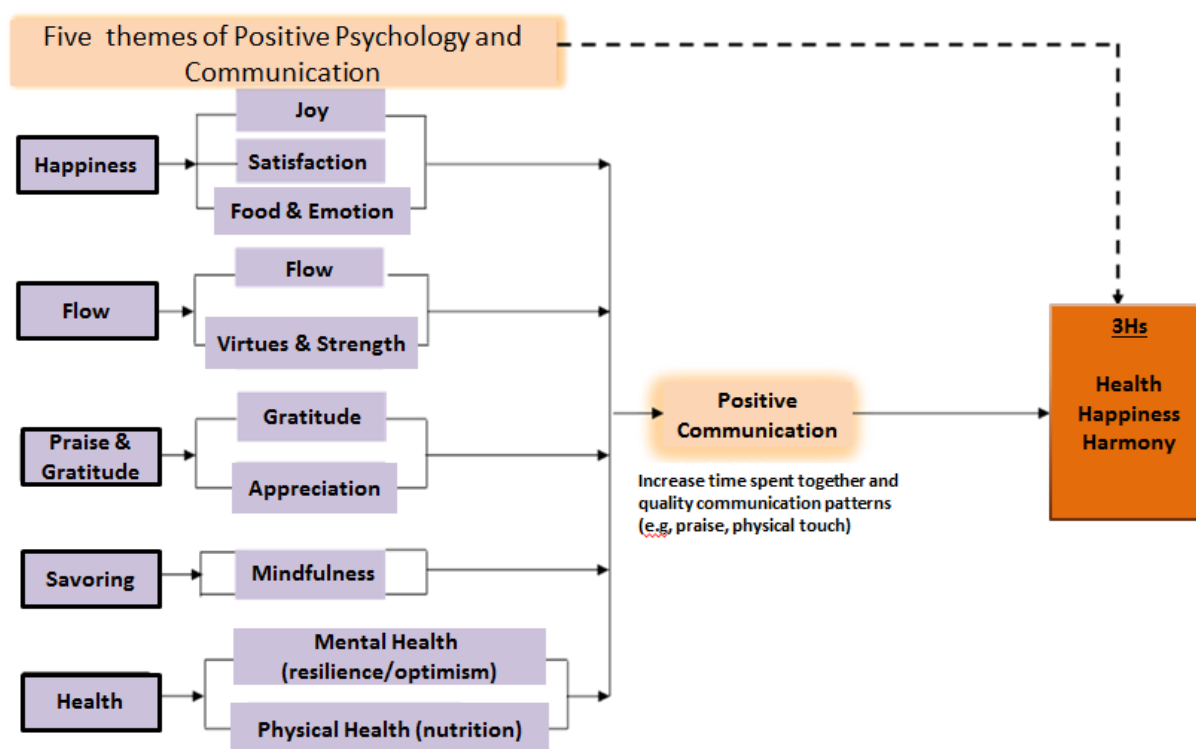 Five themes of Positive Psychology and
Communication
Happiness
Joy
Satisfaction
Food & Emotion
Flow
Flow
Virtues & Strength
Praise &
Gratitude
Gratitude
Appreciation
Savoring
Mindfulness
Health
Mental Health
(resilience/optimism)
Physical Health (nutrition)
Positive
Communication
Increase time spent together and
quality communication patterns
(e.g, praise, physical touch)
3Hs
Health
Happiness
Harmony